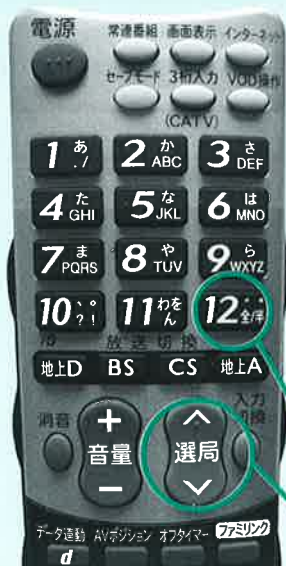 電源 常連番組 画面表示 インターネット
セーブモード 3桁入力 VOD操作
(CATV)
1 あ ./ 2 か ABC 3 さ DEF
4 た GHI 5 な JKL 6 は MNO
7 ま PQRS 8 や TUV 9 ら WXYZ
10 ゛゜ ?! 11 わをん 12 全/半
/0 放送切換
地上D BS CS 地上A
消音 + 音量 − ∧ 選局 ∨ 入力切換
データ連動 AVポジション オフタイマー ファミリンク
d